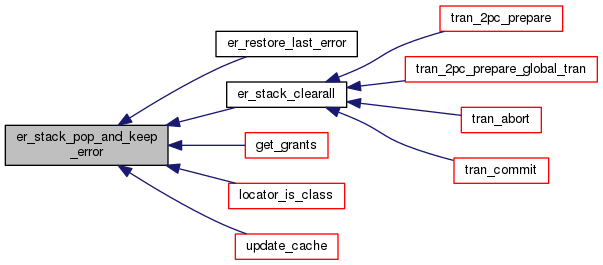 tran_2pc_prepare
er_restore_last_error
tran_2pc_prepare_global_tran
er_stack_clearall
tran_abort
er_stack_pop_and_keep
_error
get_grants
tran_commit
locator_is_class
update_cache